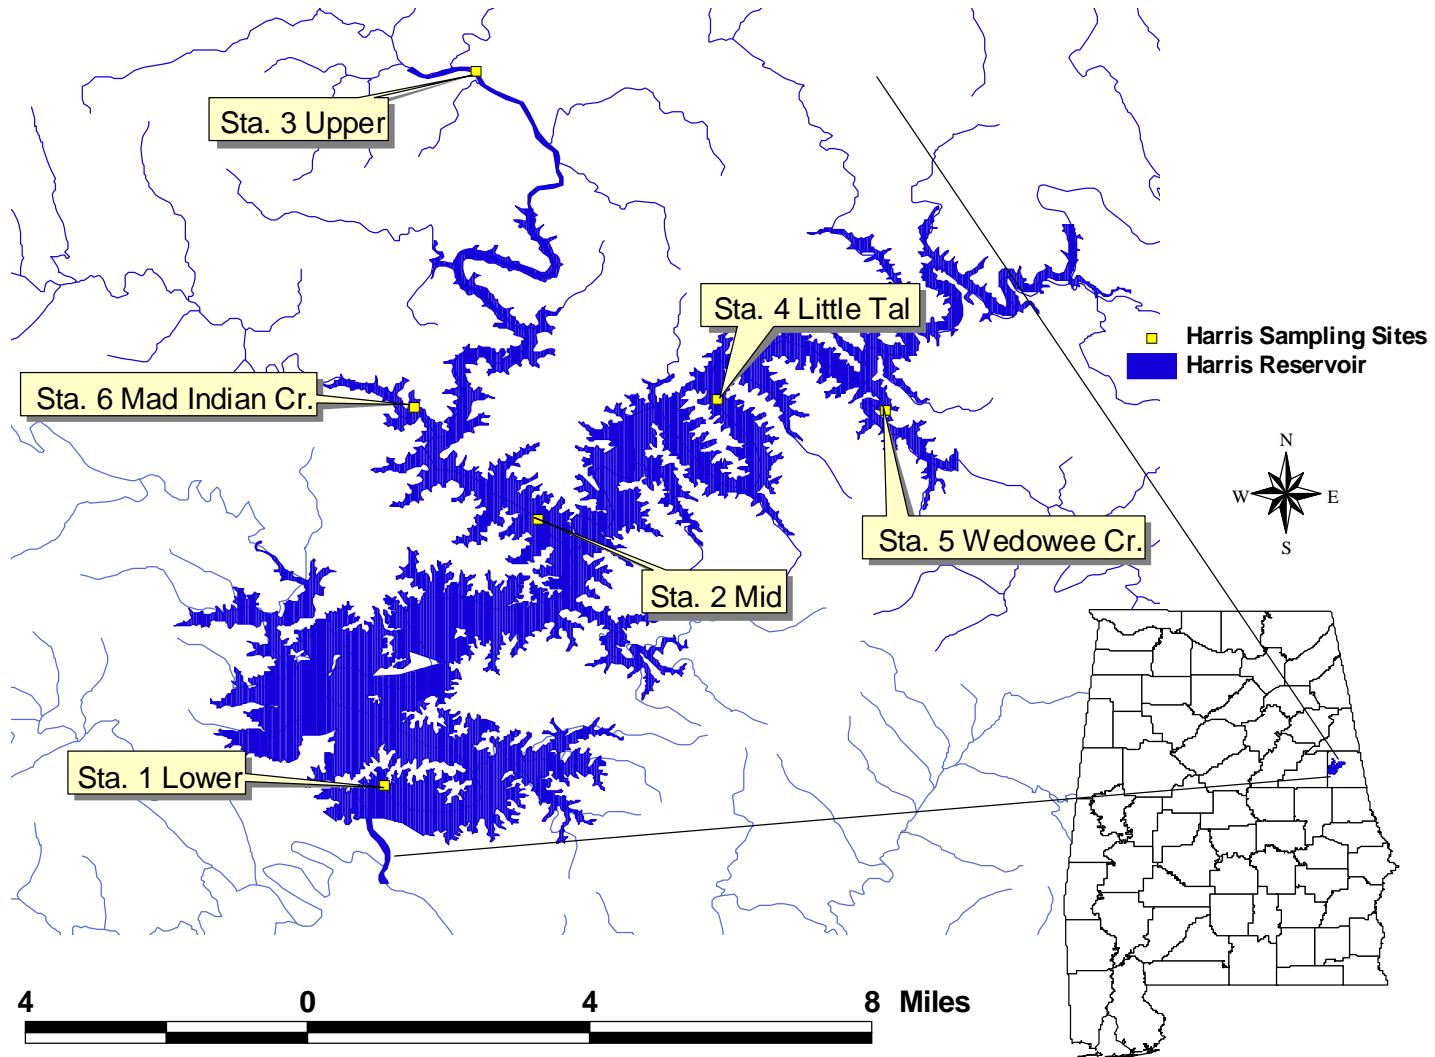 Sta. 3 Upper
Sta. 4 Little Tal
Harris Sampling Sites
Harris Reservoir
Sta. 6 Mad Indian Cr.
N
W
E
S
Sta. 5 Wedowee Cr.
Sta. 2 Mid
Sta. 1 Lower
4 0 4 8 Miles